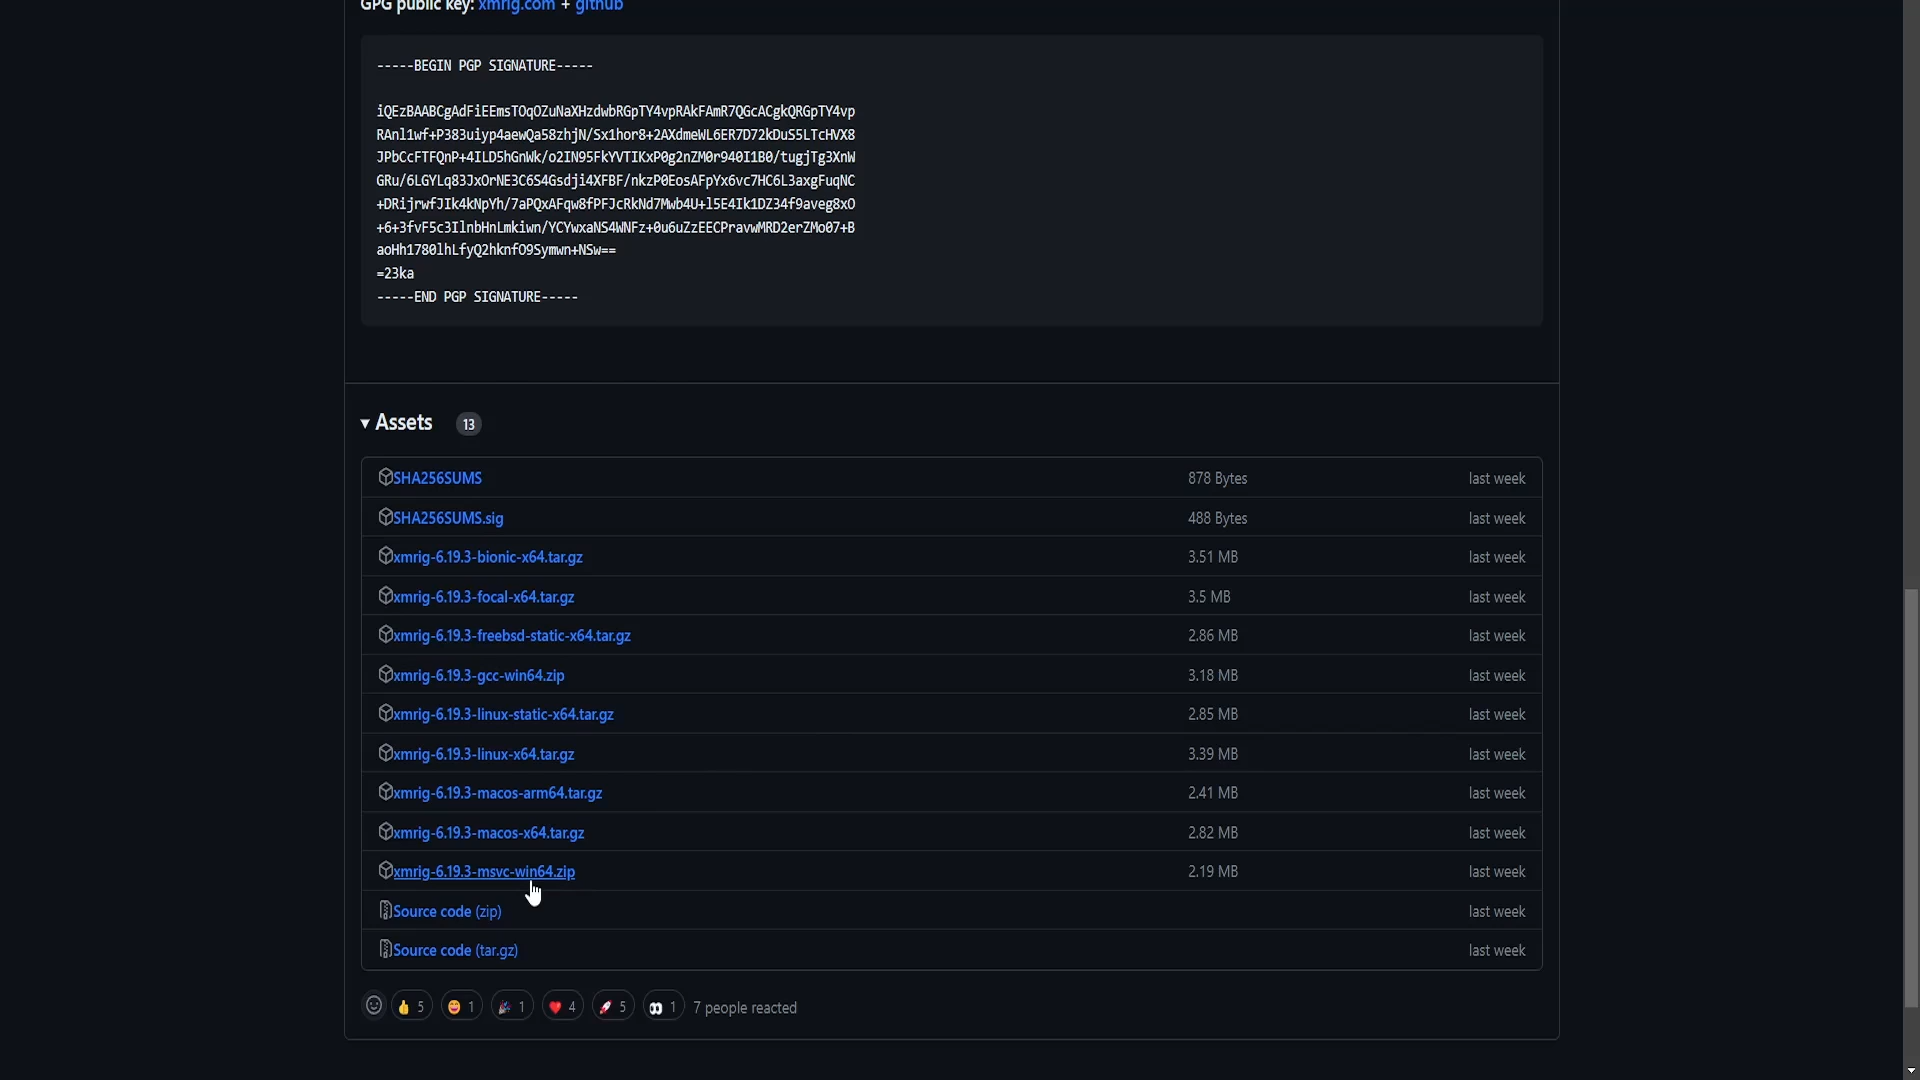 GPG public key: xmrig.com + github
-----BEGIN PGP SIGNATURE-----
iQEzBAABCgAdFiEEmsTOqOZuNaXHzdwbRGpTY4vpRAkFAmR7QGcACgkQRGpTY4vp
RAnl1wf+P383uiyp4aewQa58zhjN/Sx1hor8+2AXdmeWL6ER7D72kDuS5LTcHVX8
JPbCcFTFQnP+4ILD5hGnWk/o2IN95FkYVTIKxP0g2nZM0r940I1B0/tugjTg3XnW
GRu/6LGYLq83JxOrNE3C6S4Gsdji4XFBF/nkzP0EosAFpYx6vc7HC6L3axgFuqNC
+DRijrwfJIk4kNpYh/7aPQxAFqw8fPFJcRkNd7Mwb4U+l5E4Ik1DZ34f9aveg8xO
+6+3fvF5c3IlnbHnLmkiwn/YCYwxaNS4WNFz+0u6uZzEECPravwMRD2erZMo07+B
aoHh1780lhLfyQ2hknfO9Symwn+NSw==
=23ka
-----END PGP SIGNATURE-----
Assets 13
SHA256SUMS 878 Bytes last week
SHA256SUMS.sig 488 Bytes last week
xmrig-6.19.3-bionic-x64.tar.gz 3.51 MB last week
xmrig-6.19.3-focal-x64.tar.gz 3.5 MB last week
xmrig-6.19.3-freebsd-static-x64.tar.gz 2.86 MB last week
xmrig-6.19.3-gcc-win64.zip 3.18 MB last week
xmrig-6.19.3-linux-static-x64.tar.gz 2.85 MB last week
xmrig-6.19.3-linux-x64.tar.gz 3.39 MB last week
xmrig-6.19.3-macos-arm64.tar.gz 2.41 MB last week
xmrig-6.19.3-macos-x64.tar.gz 2.82 MB last week
xmrig-6.19.3-msvc-win64.zip 2.19 MB last week
Source code (zip) last week
Source code (tar.gz) last week
5 1 1 4 5 1 7 people reacted